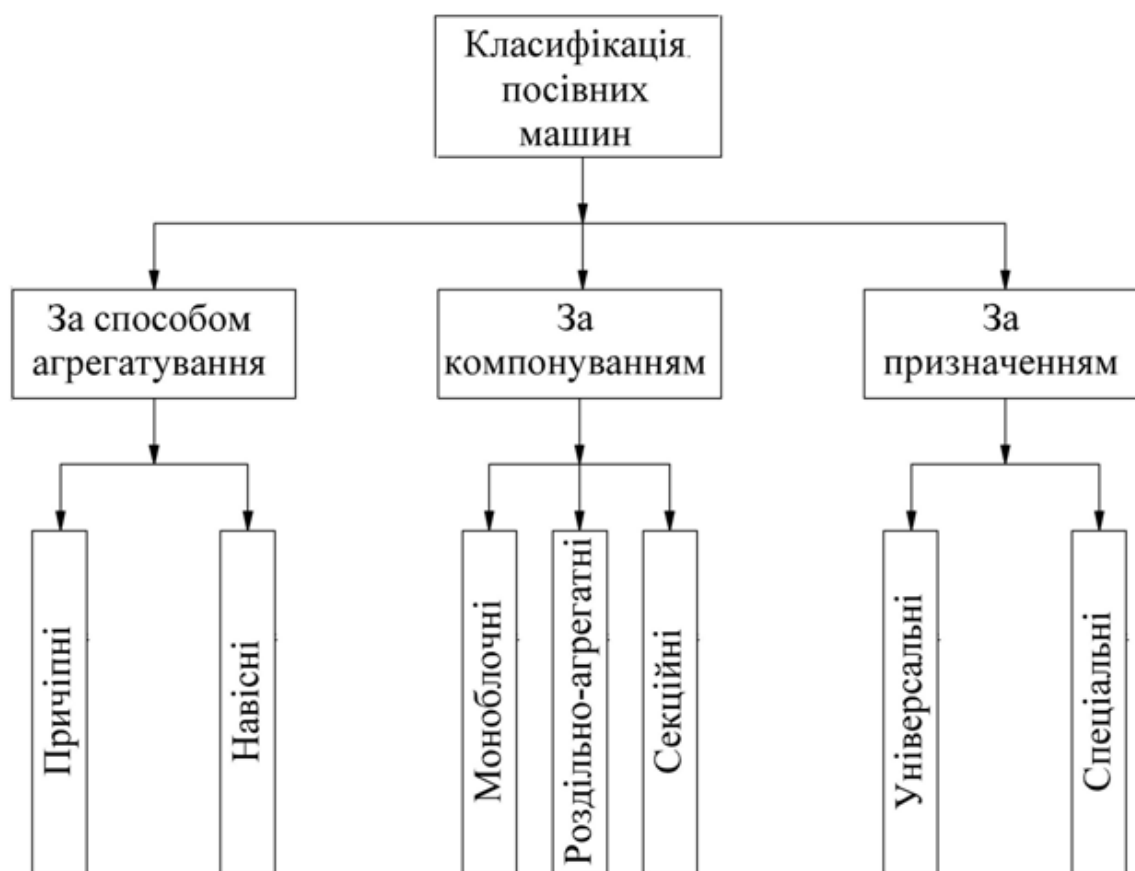 Класифікація
посівних
машин
За способом
агрегатування
За
компонуванням
За
призначенням
Причіпні
Навісні
Моноблочні
Роздільно-агрегатні
Секційні
Універсальні
Спеціальні